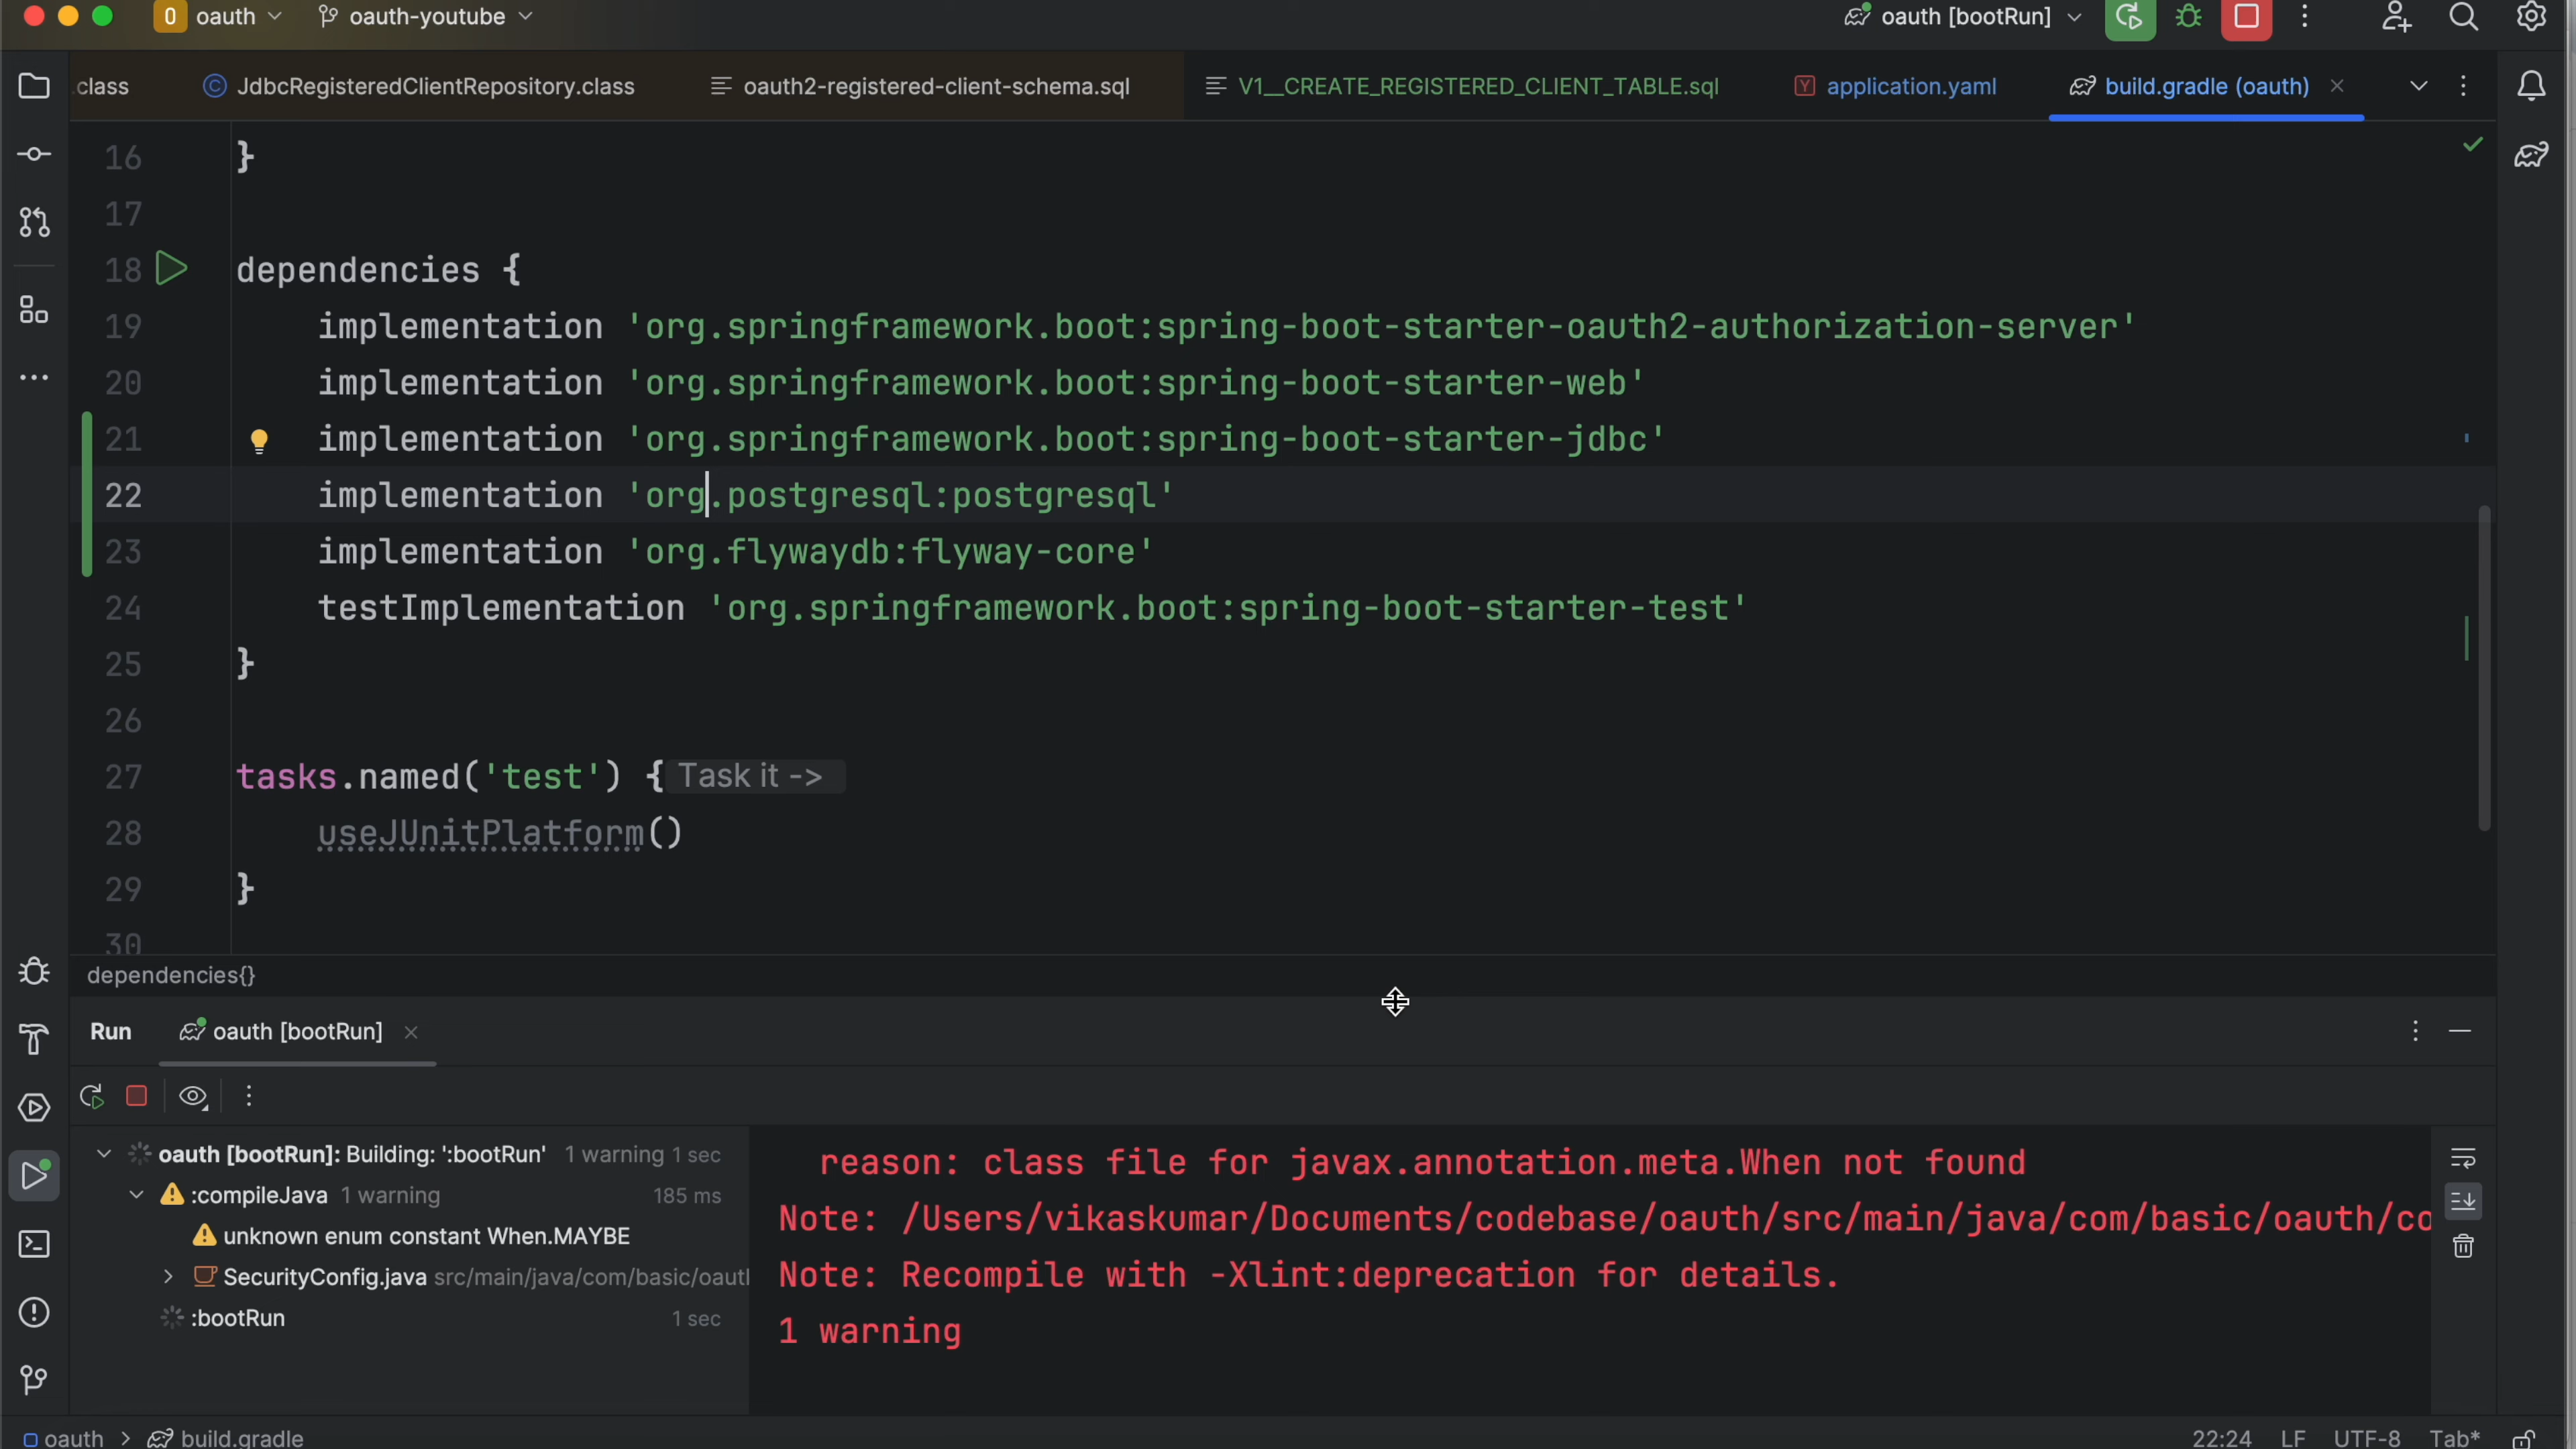 O oauth oauth-youtube oauth [bootRun]
.class JdbcRegisteredClientRepository.class oauth2-registered-client-schema.sql V1__CREATE_REGISTERED_CLIENT_TABLE.sql application.yaml build.gradle (oauth)
16 }
17
18 dependencies {
19 implementation 'org.springframework.boot:spring-boot-starter-oauth2-authorization-server'
20 implementation 'org.springframework.boot:spring-boot-starter-web'
21 implementation 'org.springframework.boot:spring-boot-starter-jdbc'
22 implementation 'org.postgresql:postgresql'
23 implementation 'org.flywaydb:flyway-core'
24 testImplementation 'org.springframework.boot:spring-boot-starter-test'
25 }
26
27 tasks.named('test') { Task it ->
28 useJUnitPlatform()
29 }
30
dependencies{}
Run oauth [bootRun]
oauth [bootRun]: Building: ':bootRun' 1 warning 1 sec
:compileJava 1 warning 185 ms
unknown enum constant When.MAYBE
SecurityConfig.java src/main/java/com/basic/oauth
:bootRun 1 sec
reason: class file for javax.annotation.meta.When not found
Note: /Users/vikaskumar/Documents/codebase/oauth/src/main/java/com/basic/oauth/co
Note: Recompile with -Xlint:deprecation for details.
1 warning
oauth > build.gradle 22:24 LF UTF-8 Tab*